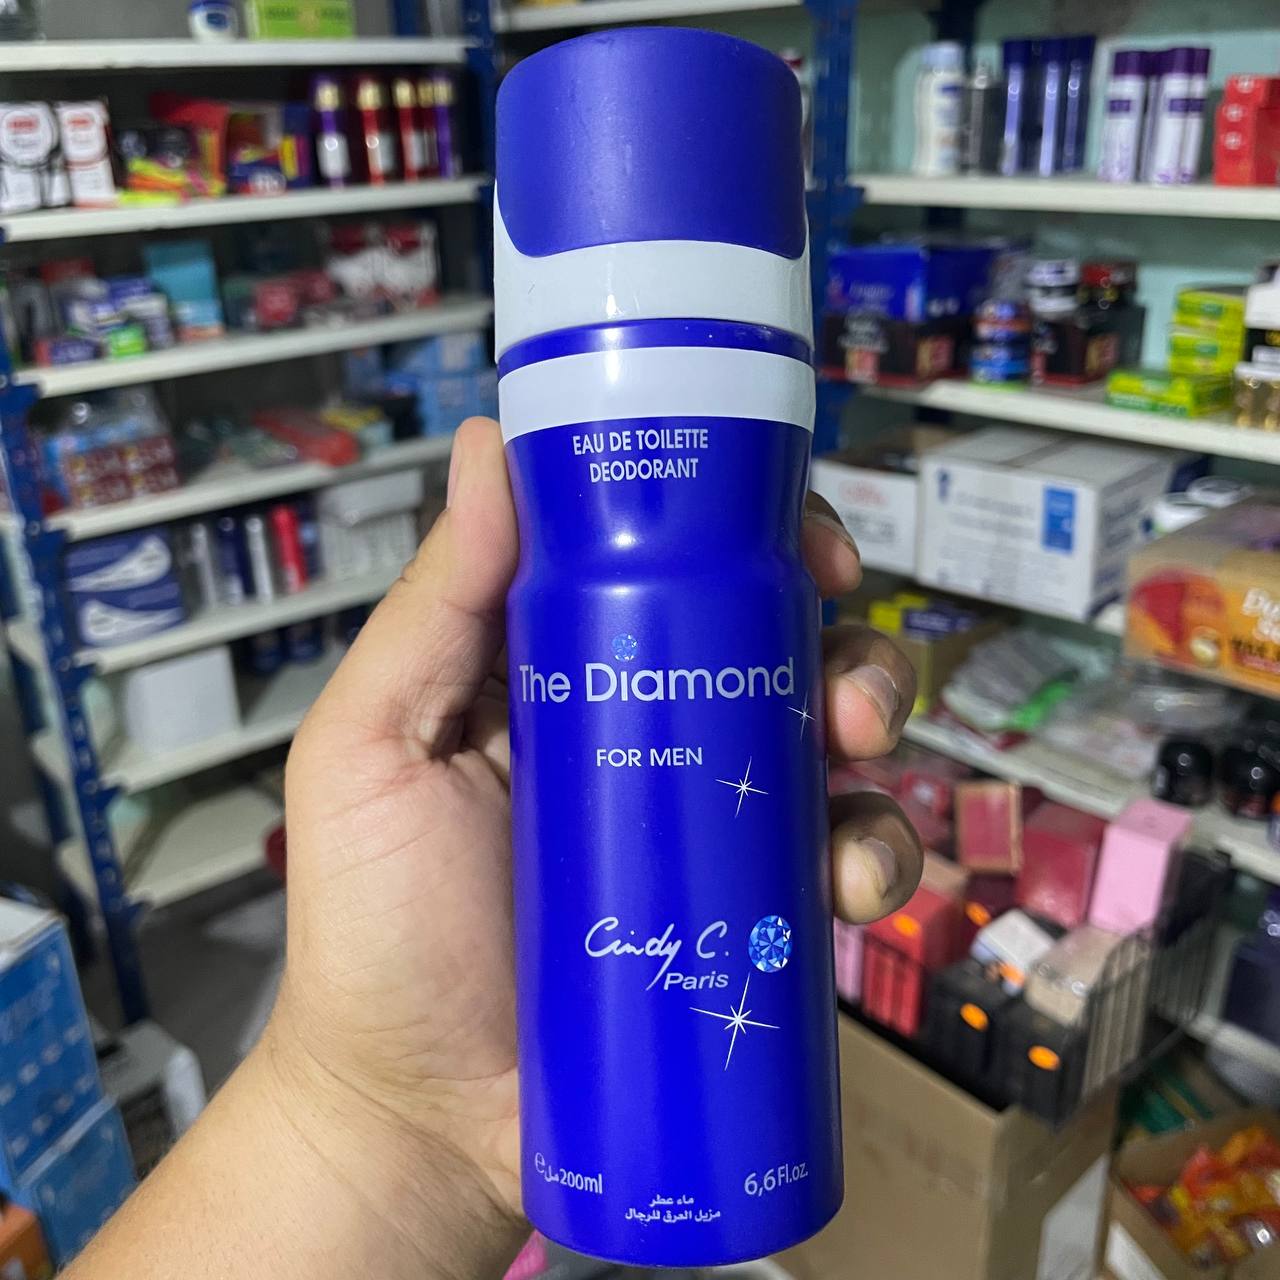 EAU DE TOILETTE
DEODORANT
The Diamond
FOR MEN
Cindy C.
Paris
℮ مل 200ml
6,6 Fl.oz.
ماء عطر
مزيل العرق للرجال